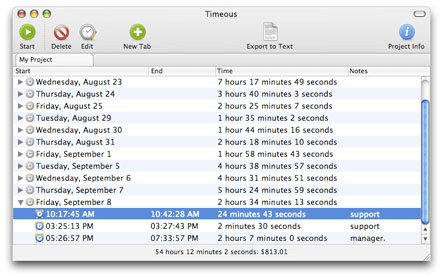 Timeous
Start Delete Edit New Tab Export to Text Project Info
My Project
Start End Time Notes
Wednesday, August 23 7 hours 17 minutes 49 seconds
Thursday, August 24 3 hours 40 minutes 3 seconds
Friday, August 25 2 hours 25 minutes 7 seconds
Tuesday, August 29 1 hour 35 minutes 2 seconds
Wednesday, August 30 1 hour 44 minutes 16 seconds
Thursday, August 31 2 hours 18 minutes 10 seconds
Friday, September 1 1 hour 58 minutes 43 seconds
Tuesday, September 5 4 hours 38 minutes 57 seconds
Wednesday, September 6 3 hours 31 minutes 51 seconds
Thursday, September 7 5 hours 24 minutes 59 seconds
Friday, September 8 2 hours 34 minutes 13 seconds
10:17:45 AM 10:42:28 AM 24 minutes 43 seconds support
03:25:13 PM 03:27:43 PM 2 minutes 30 seconds support
05:26:57 PM 07:33:57 PM 2 hours 7 minutes 0 seconds manager.
54 hours 12 minutes 2 seconds: $813.01